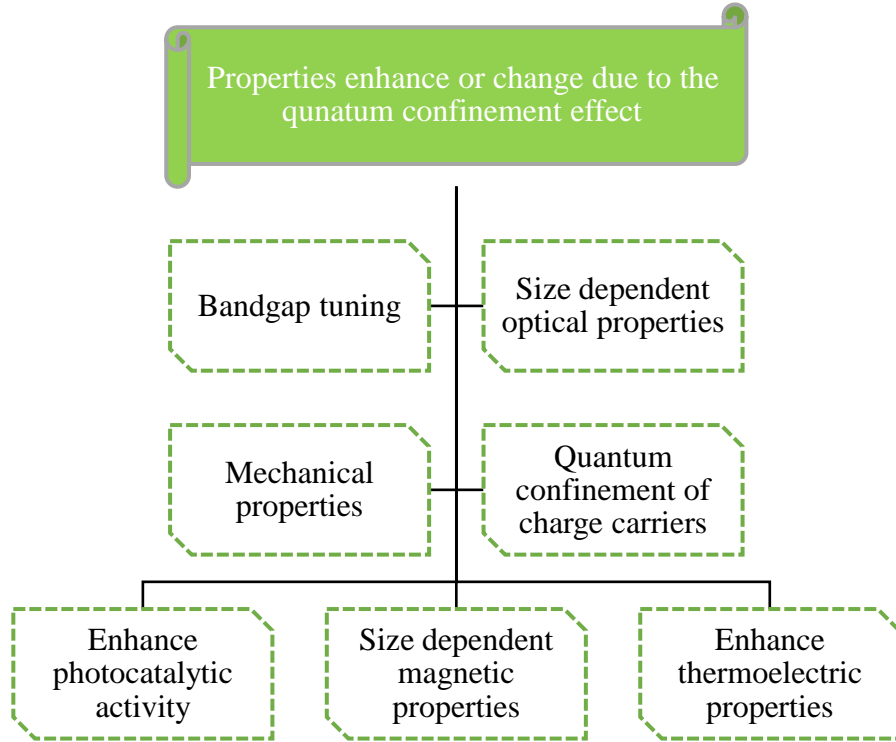 Properties enhance or change due to the
qunatum confinement effect
Bandgap tuning
Size dependent
optical properties
Mechanical
properties
Quantum
confinement of
charge carriers
Enhance
photocatalytic
activity
Size dependent
magnetic
properties
Enhance
thermoelectric
properties